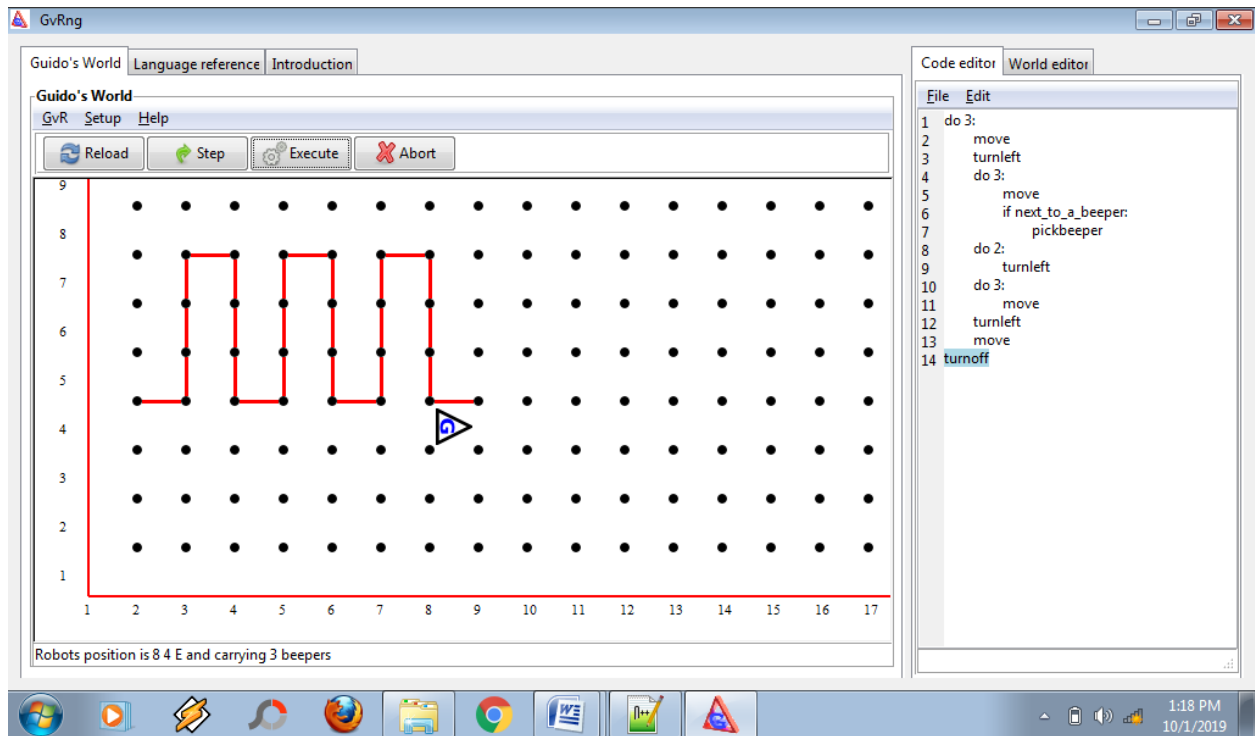 GvRng
Guido's World Language reference Introduction
Guido's World
GvR Setup Help
Reload Step Execute Abort
9
8
7
6
5
4
3
2
1
G
1 2 3 4 5 6 7 8 9 10 11 12 13 14 15 16 17
Robots position is 8 4 E and carrying 3 beepers
Code editor World editor
File Edit
1 do 3:
2 move
3 turnleft
4 do 3:
5 move
6 if next_to_a_beeper:
7 pickbeeper
8 do 2:
9 turnleft
10 do 3:
11 move
12 turnleft
13 move
14 turnoff
1:18 PM
10/1/2019